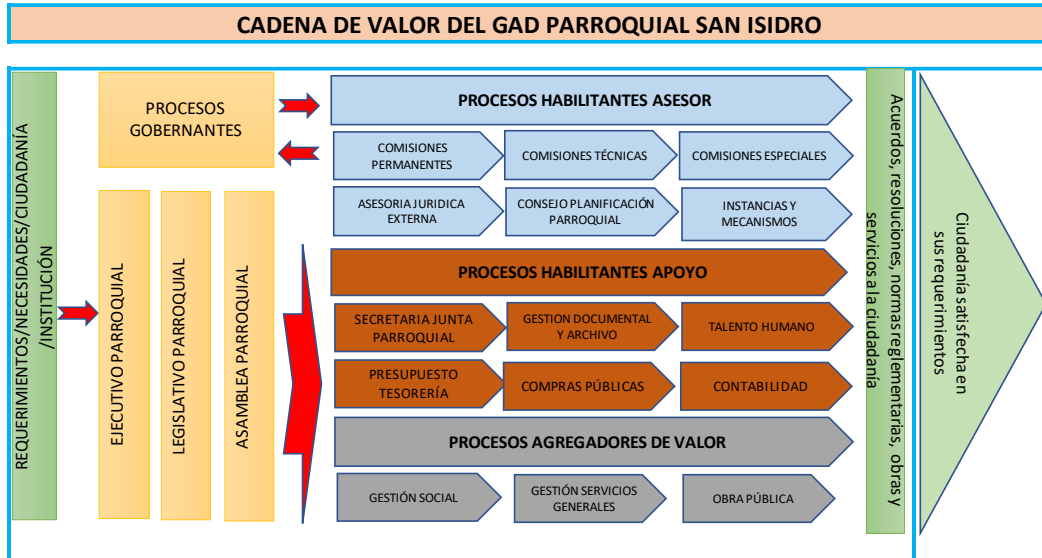 CADENA DE VALOR DEL GAD PARROQUIAL SAN ISIDRO
REQUERIMIENTOS/NECESIDADES/CIUDADANÍA
/INSTITUCIÓN
PROCESOS
GOBERNANTES
EJECUTIVO PARROQUIAL
LEGISLATIVO PARROQUIAL
ASAMBLEA PARROQUIAL
PROCESOS HABILITANTES ASESOR
COMISIONES
PERMANENTES
COMISIONES TÉCNICAS
COMISIONES ESPECIALES
ASESORIA JURIDICA
EXTERNA
CONSEJO PLANIFICACIÓN
PARROQUIAL
INSTANCIAS Y
MECANISMOS
PROCESOS HABILITANTES APOYO
SECRETARIA JUNTA
PARROQUIAL
GESTION DOCUMENTAL
Y ARCHIVO
TALENTO HUMANO
PRESUPUESTO
TESORERÍA
COMPRAS PÚBLICAS
CONTABILIDAD
PROCESOS AGREGADORES DE VALOR
GESTIÓN SOCIAL
GESTIÓN SERVICIOS
GENERALES
OBRA PÚBLICA
Acuerdos, resoluciones, normas reglementarias, obras y
servicios a la ciudadanía
Ciudadanía satisfecha en
sus requerimientos